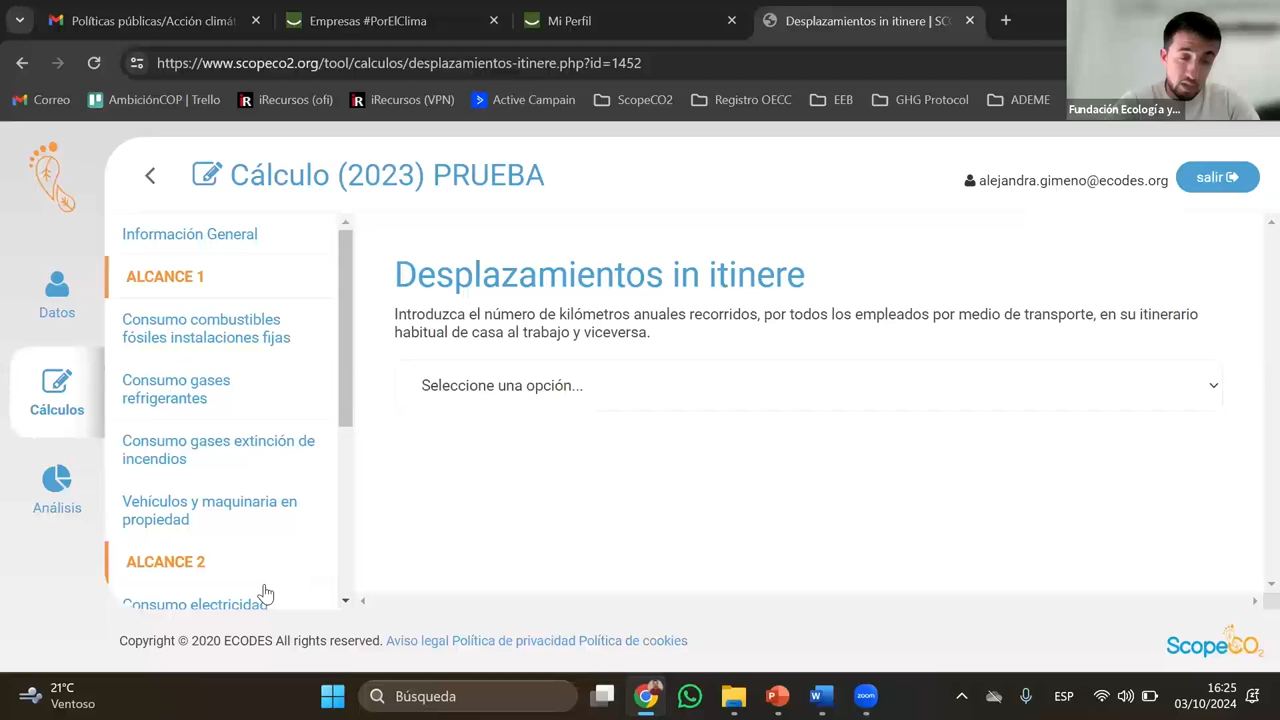 Políticas públicas/Acción climát
Empresas #PorElClima
Mi Perfil
Desplazamientos in itinere | SC
https://www.scopeco2.org/tool/calculos/desplazamientos-itinere.php?id=1452
Correo
AmbiciónCOP | Trello
iRecursos (ofi)
iRecursos (VPN)
Active Campain
ScopeCO2
Registro OECC
EEB
GHG Protocol
ADEME
Fundación Ecología y...
Cálculo (2023) PRUEBA
alejandra.gimeno@ecodes.org
salir
Datos
Cálculos
Análisis
Información General
ALCANCE 1
Consumo combustibles
fósiles instalaciones fijas
Consumo gases
refrigerantes
Consumo gases extinción de
incendios
Vehículos y maquinaria en
propiedad
ALCANCE 2
Consumo electricidad
Desplazamientos in itinere
Introduzca el número de kilómetros anuales recorridos, por todos los empleados por medio de transporte, en su itinerario
habitual de casa al trabajo y viceversa.
Seleccione una opción...
Copyright © 2020 ECODES All rights reserved. Aviso legal Política de privacidad Política de cookies
ScopeCO2
21°C
Ventoso
Búsqueda
zoom
ESP
16:25
03/10/2024